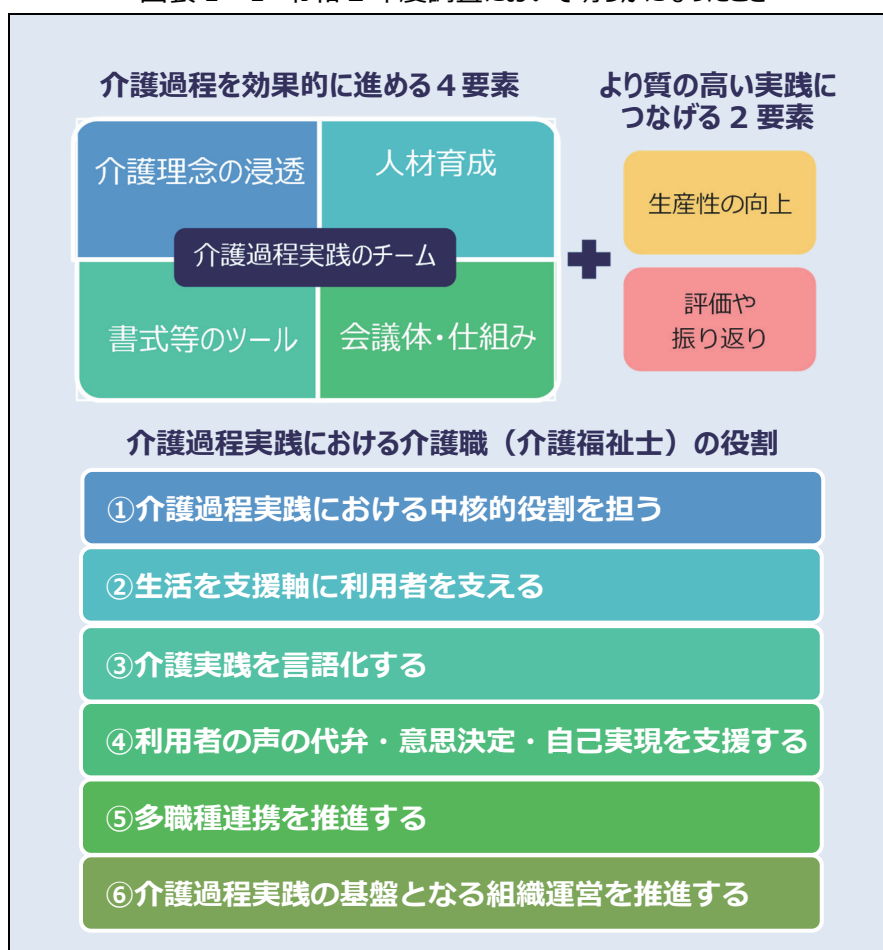 介護過程を効果的に進める４要素
介護理念の浸透
人材育成
介護過程実践のチーム
書式等のツール
会議体・仕組み
より質の高い実践に
つなげる２要素
生産性の向上
評価や
振り返り
介護過程実践における介護職（介護福祉士）の役割
①介護過程実践における中核的役割を担う
②生活を支援軸に利用者を支える
③介護実践を言語化する
④利用者の声の代弁・意思決定・自己実現を支援する
⑤多職種連携を推進する
⑥介護過程実践の基盤となる組織運営を推進する